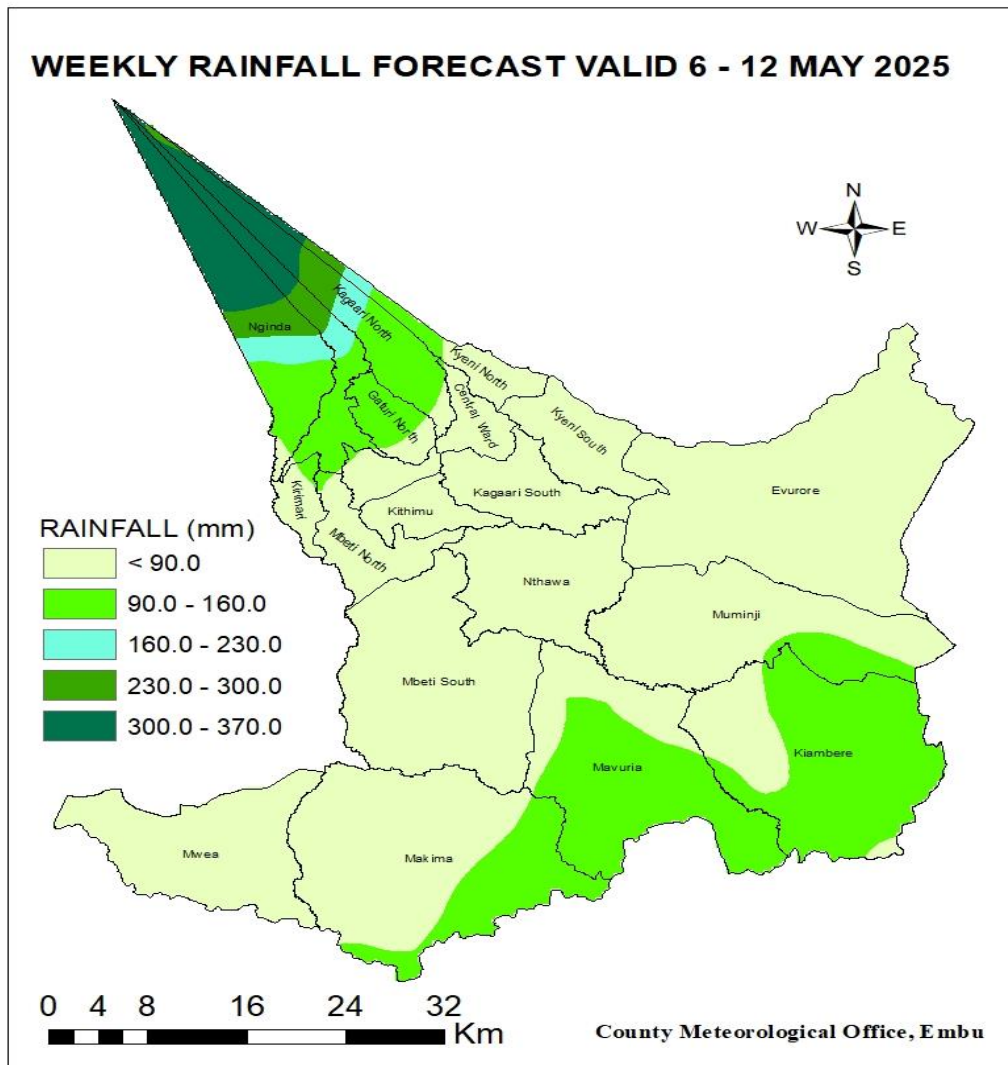 WEEKLY RAINFALL FORECAST VALID 6 - 12 MAY 2025
N
W E
S
Kagaari North
Nginda
Kyeni North
Central Ward
Gaturi North
Kyeni South
Evurore
Kirimari
Kagaari South
Kithimu
Mbeti North
Nthawa
Muminji
Mbeti South
Kiambere
Mavuria
Mwea
Makima
RAINFALL (mm)
< 90.0
90.0 - 160.0
160.0 - 230.0
230.0 - 300.0
300.0 - 370.0
0 4 8 16 24 32
Km
County Meteorological Office, Embu